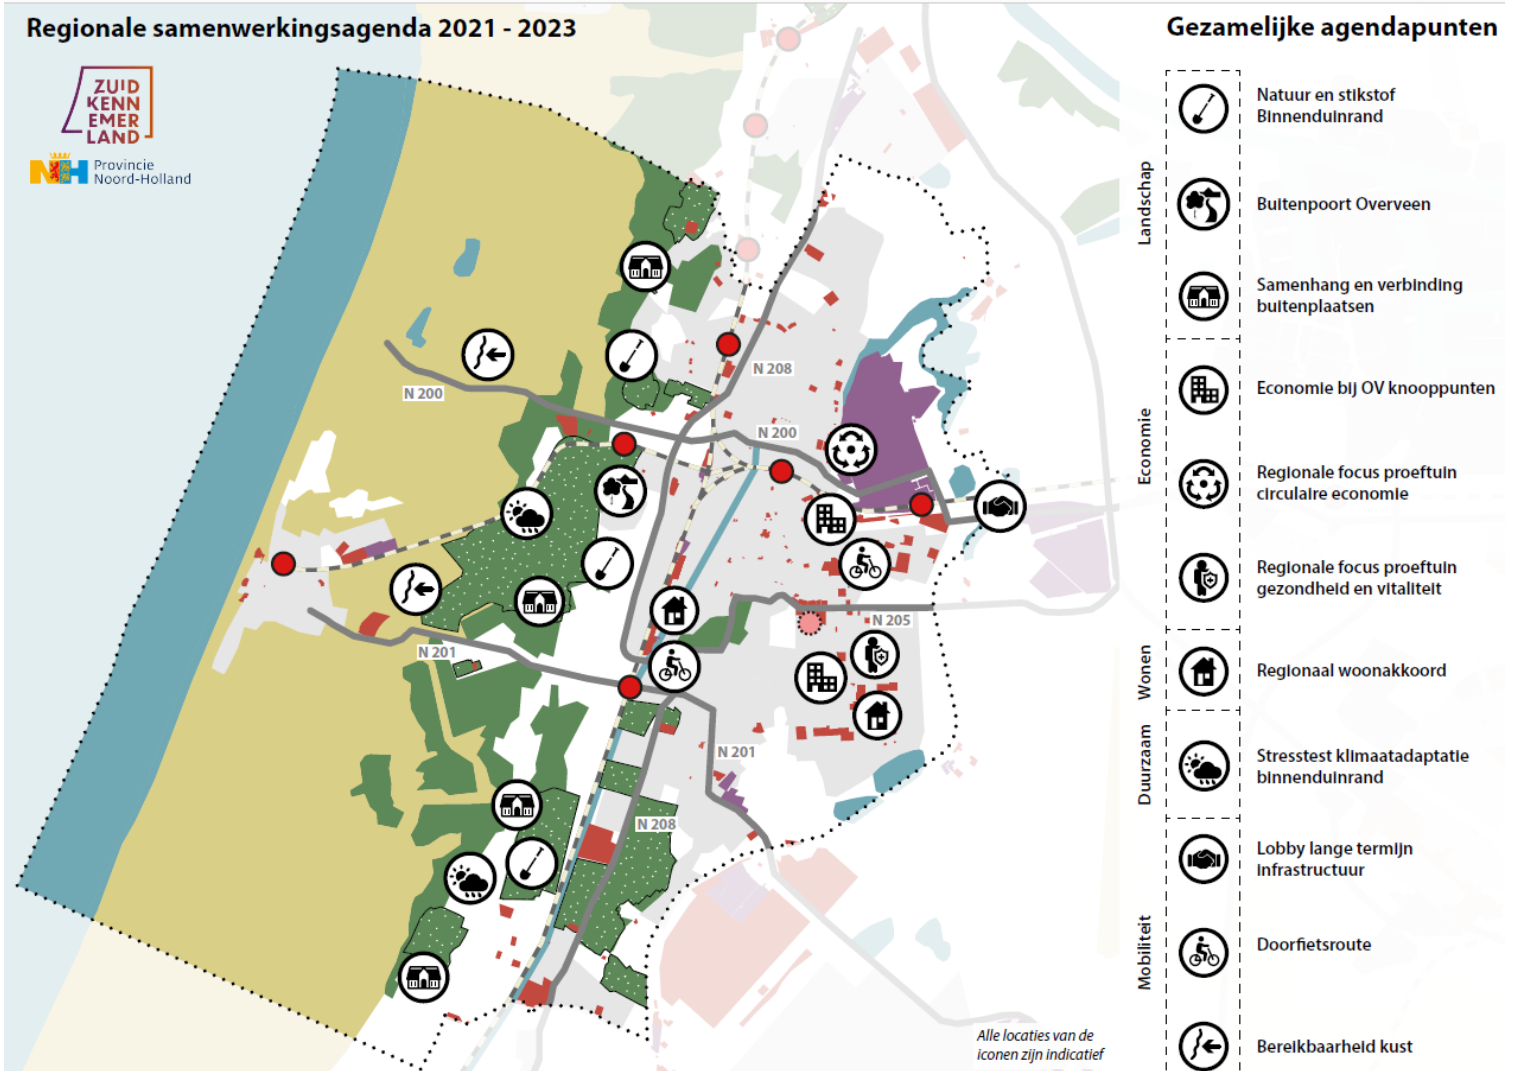 Regionale samenwerkingsagenda 2021 - 2023
ZUID
KENN
EMER
LAND
NH Provincie
Noord-Holland
N 208
N 200
N 200
N 205
N 201
N 201
N 208
Alle locaties van de
iconen zijn indicatief
Gezamelijke agendapunten
Landschap
Natuur en stikstof
Binnenduinrand
Buitenpoort Overveen
Samenhang en verbinding
buitenplaatsen
Economie
Economie bij OV knooppunten
Regionale focus proeftuin
circulaire economie
Regionale focus proeftuin
gezondheid en vitaliteit
Wonen
Regionaal woonakkoord
Duurzaam
Stresstest klimaatadaptatie
binnenduinrand
Mobiliteit
Lobby lange termijn
infrastructuur
Doorfietsroute
Bereikbaarheid kust